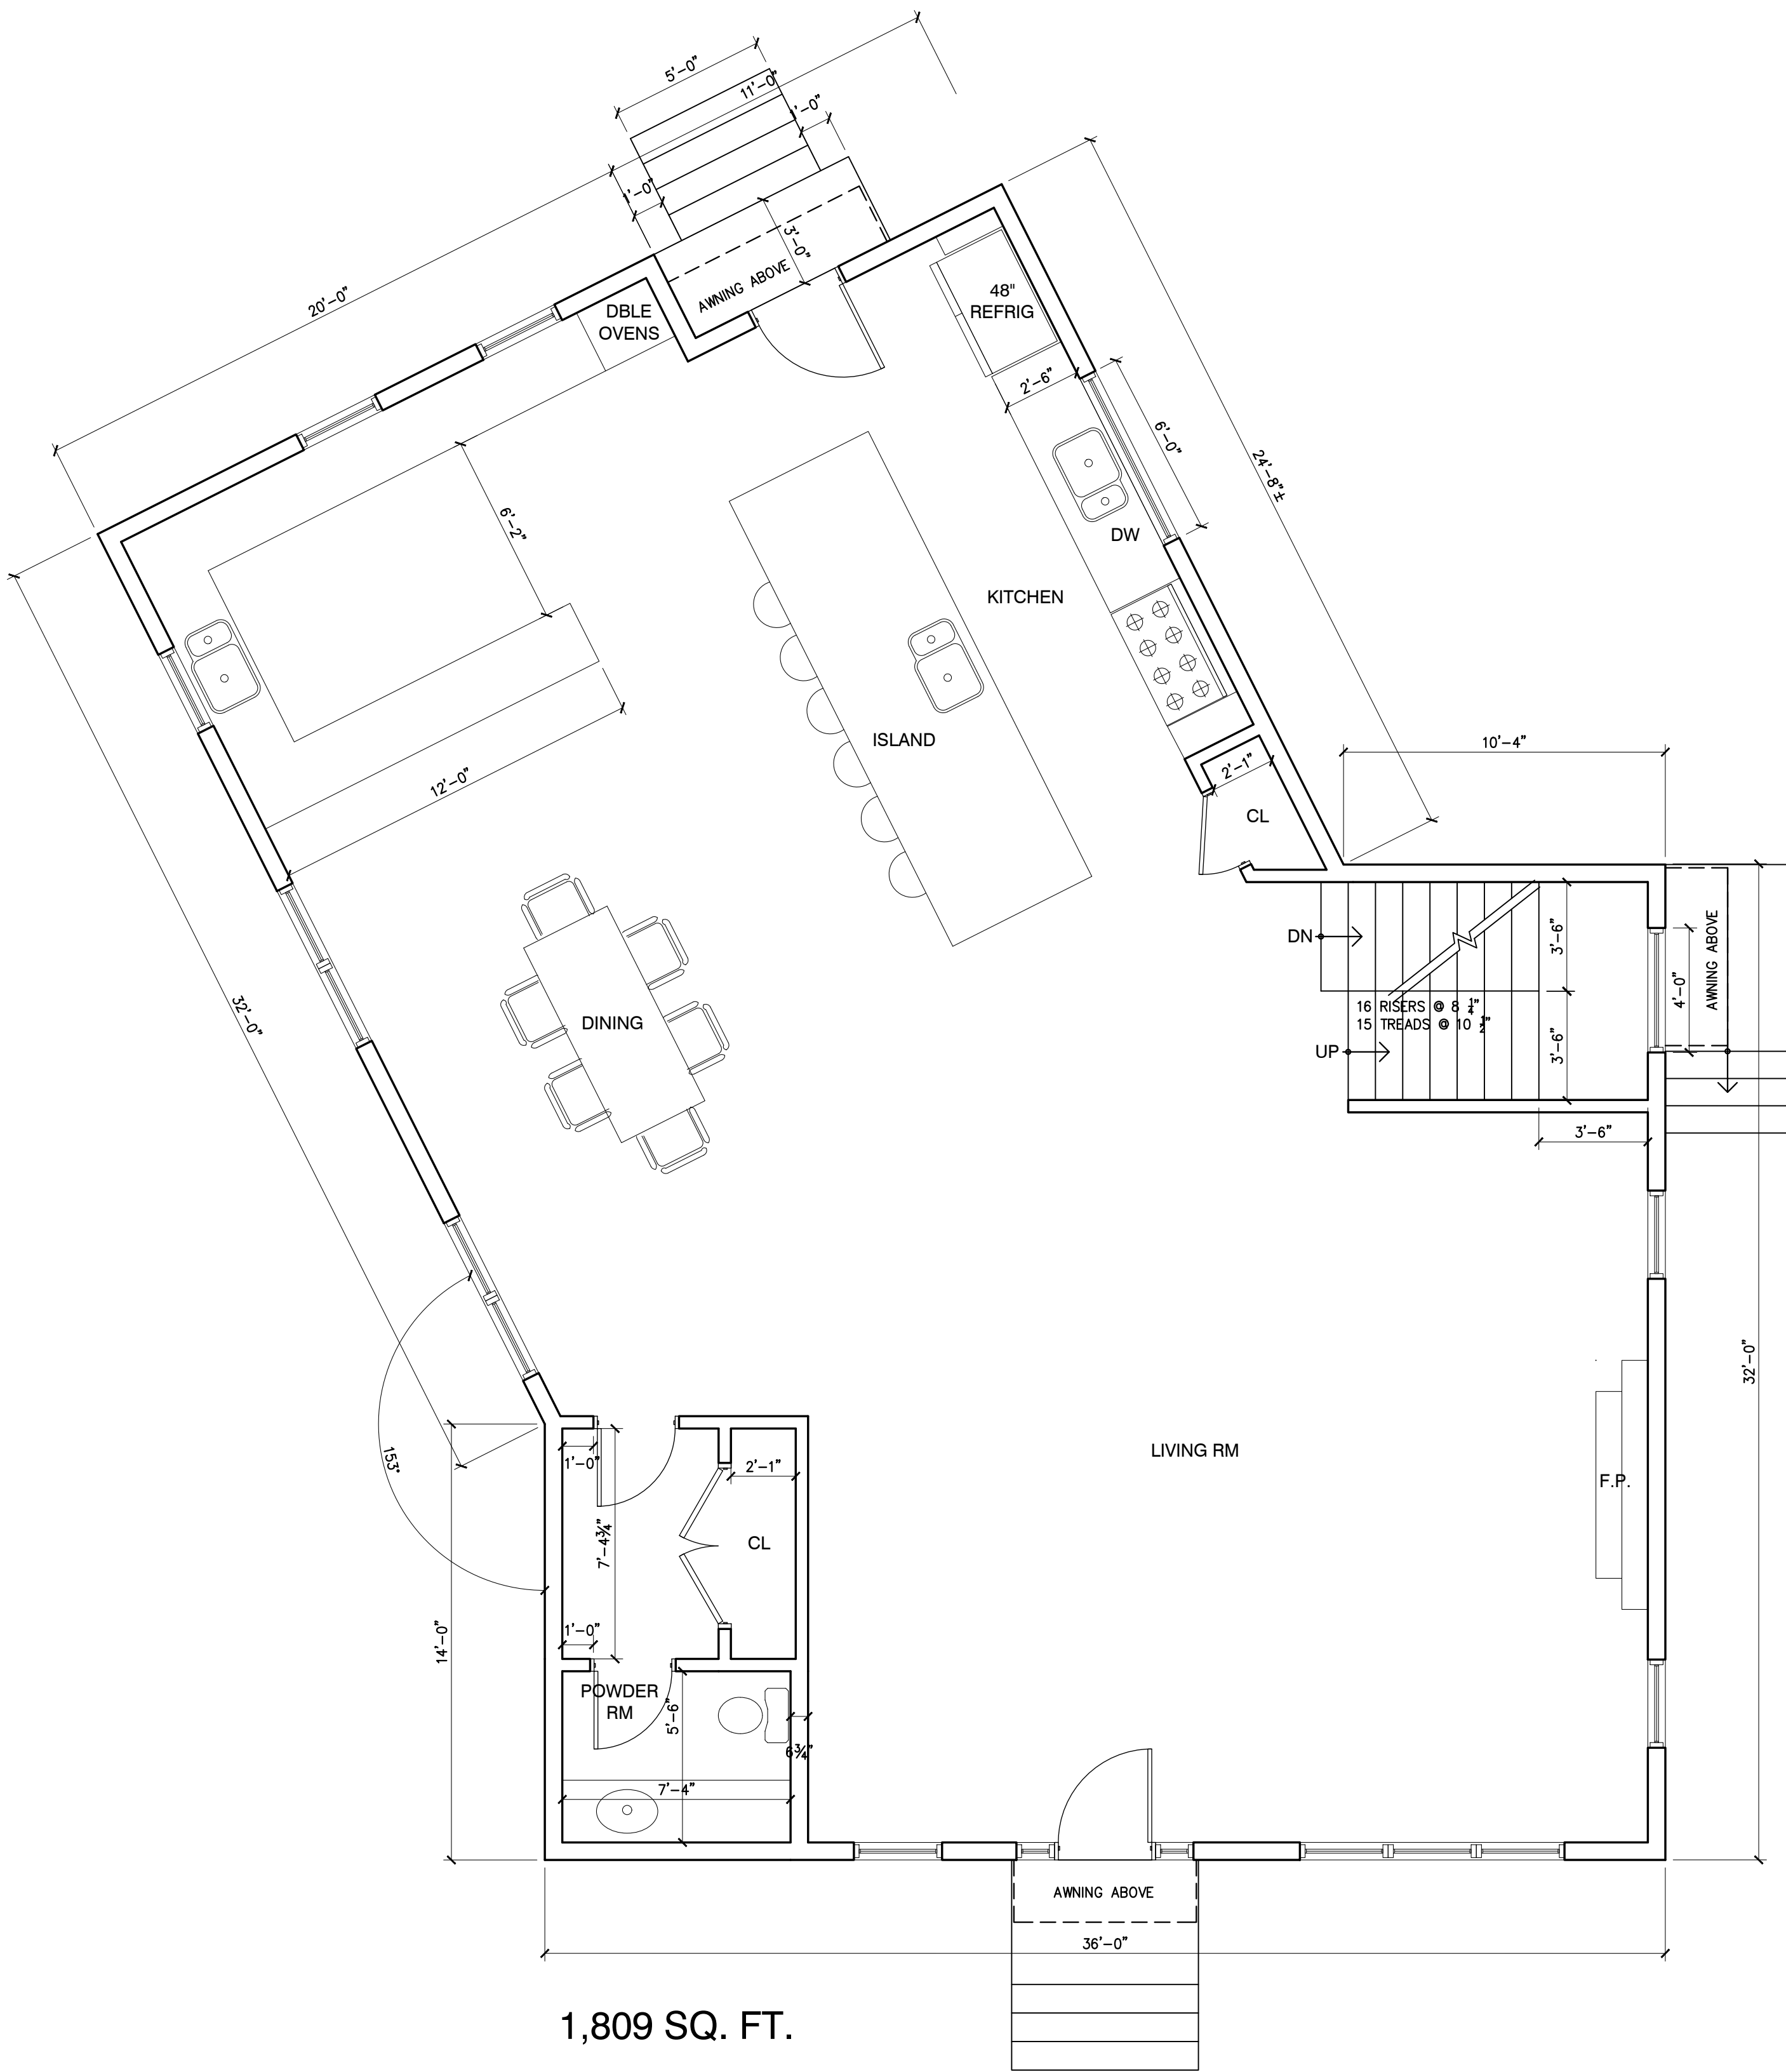 5'-0"
11'-0"
1'-0"
1'-0"
3'-0"
20'-0"
AWNING ABOVE
DBLE
OVENS
48"
REFRIG
2'-6"
6'-0"
24'-8"±
6'-2"
DW
KITCHEN
ISLAND
12'-0"
2'-1"
CL
10'-4"
32'-0"
DINING
DN
3'-6"
4'-0"
AWNING ABOVE
16 RISERS @ 8 1/4"
15 TREADS @ 10 1/2"
UP
3'-6"
3'-6"
32'-0"
153°
1'-0"
2'-1"
7'-4¾"
CL
LIVING RM
F.P.
14'-0"
1'-0"
POWDER
RM
5'-6"
6¾"
7'-4"
AWNING ABOVE
36'-0"
1,809 SQ. FT.